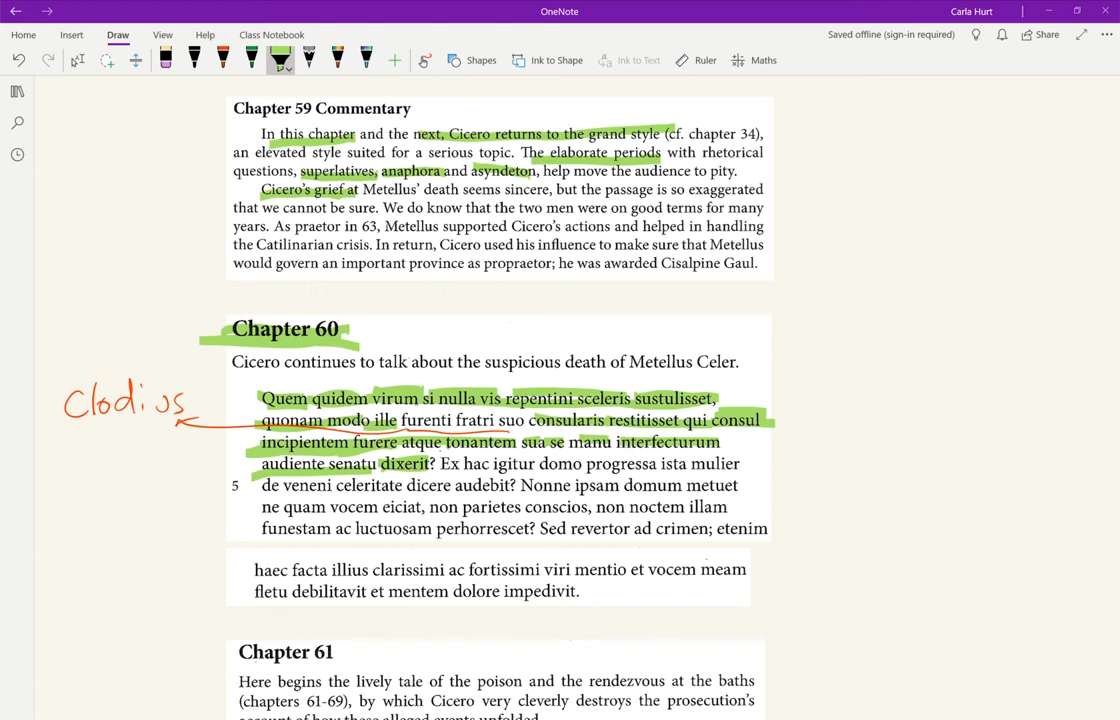 OneNote
Carla Hurt
Home Insert Draw View Help Class Notebook
Saved offline (sign-in required) Share
Shapes Ink to Shape Ink to Text Ruler Maths
Chapter 59 Commentary
In this chapter and the next, Cicero returns to the grand style (cf. chapter 34),
an elevated style suited for a serious topic. The elaborate periods with rhetorical
questions, superlatives, anaphora and asyndeton, help move the audience to pity.
Cicero's grief at Metellus' death seems sincere, but the passage is so exaggerated
that we cannot be sure. We do know that the two men were on good terms for many
years. As praetor in 63, Metellus supported Cicero's actions and helped in handling
the Catilinarian crisis. In return, Cicero used his influence to make sure that Metellus
would govern an important province as propraetor; he was awarded Cisalpine Gaul.
Chapter 60
Cicero continues to talk about the suspicious death of Metellus Celer.
Quem quidem virum si nulla vis repentini sceleris sustulisset,
Clodius
quonam modo ille furenti fratri suo consularis restitisset qui consul
incipientem furere atque tonantem sua se manu interfecturum
audiente senatu dixerit? Ex hac igitur domo progressa ista mulier
5 de veneni celeritate dicere audebit? Nonne ipsam domum metuet
ne quam vocem eiciat, non parietes conscios, non noctem illam
funestam ac luctuosam perhorrescet? Sed revertor ad crimen; etenim
haec facta illius clarissimi ac fortissimi viri mentio et vocem meam
fletu debilitavit et mentem dolore impedivit.
Chapter 61
Here begins the lively tale of the poison and the rendezvous at the baths
(chapters 61-69), by which Cicero very cleverly destroys the prosecution's
account of how these alleged events unfolded.